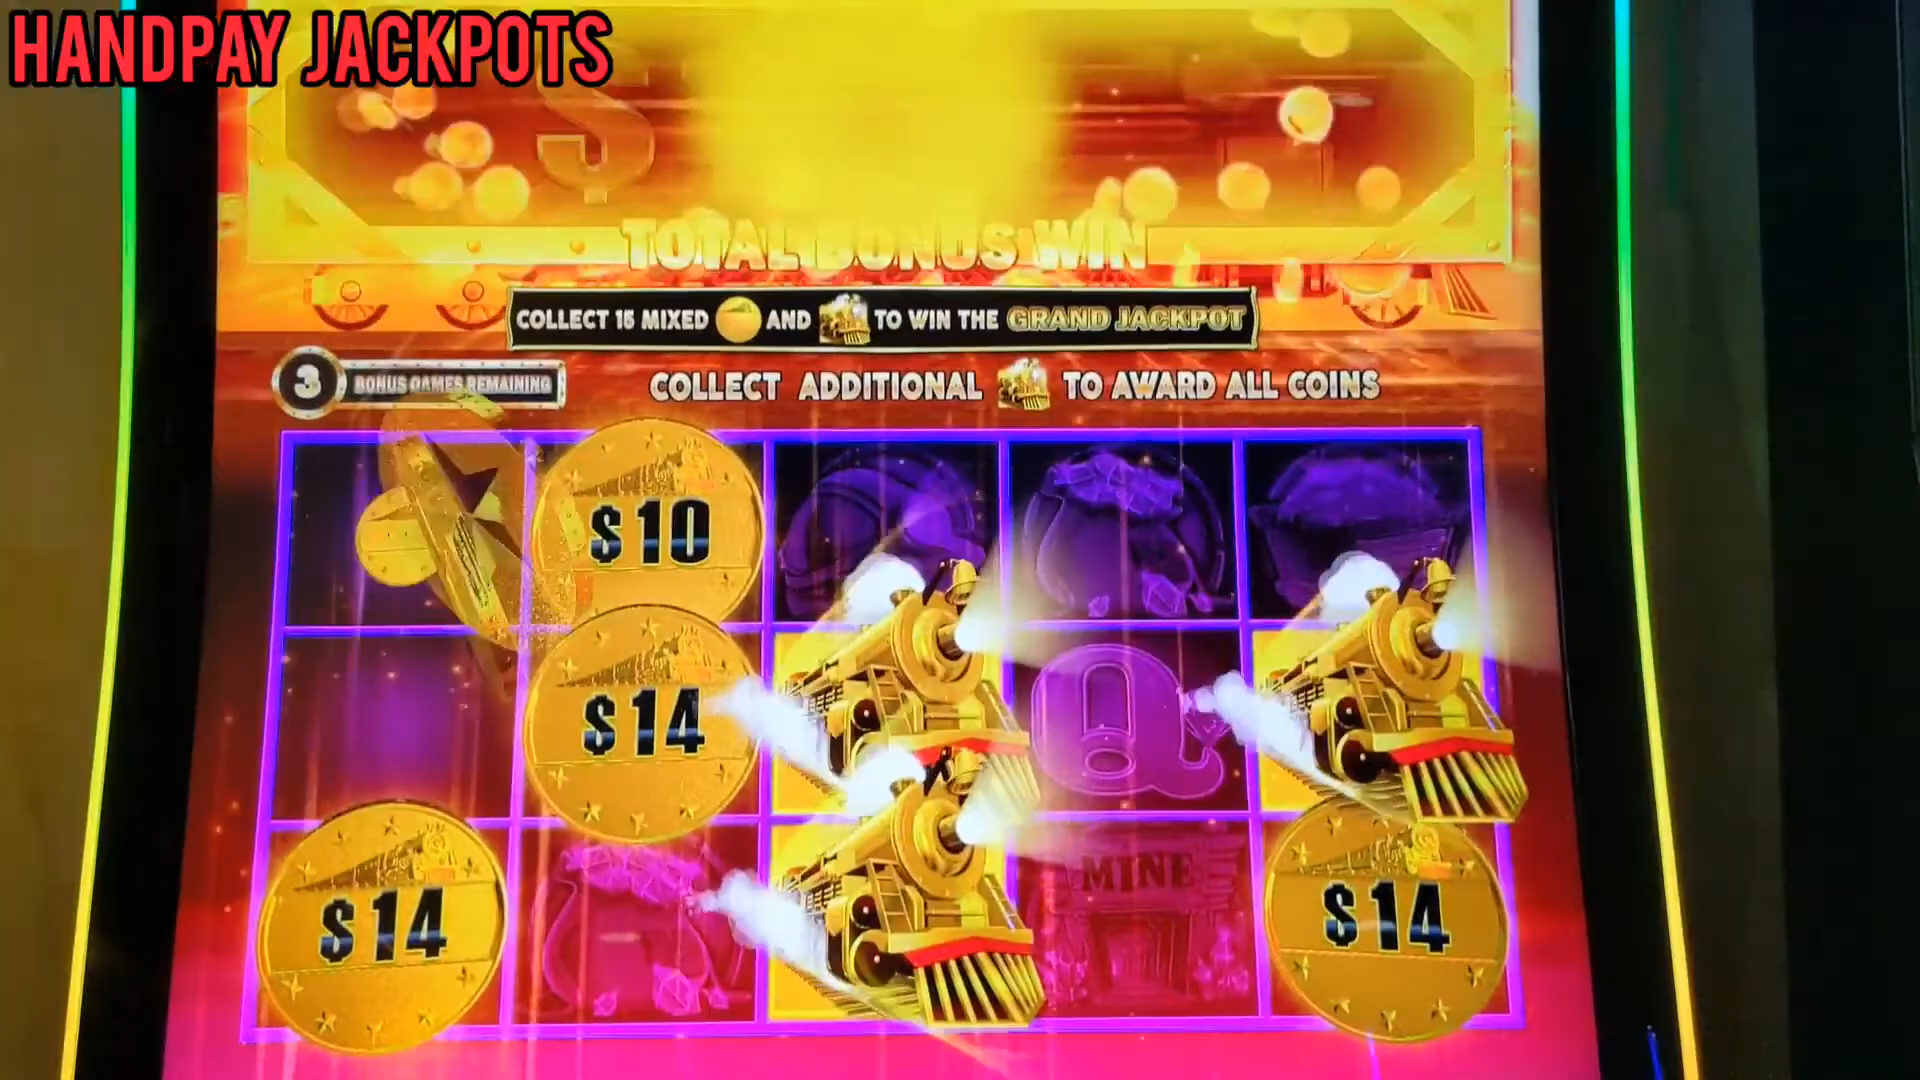 HANDPAY JACKPOTS
$
TOTAL BONUS WIN
COLLECT 15 MIXED AND TO WIN THE GRAND JACKPOT
3 BONUS GAMES REMAINING
COLLECT ADDITIONAL TO AWARD ALL COINS
$10
$14
Q
$14
MINE
$14